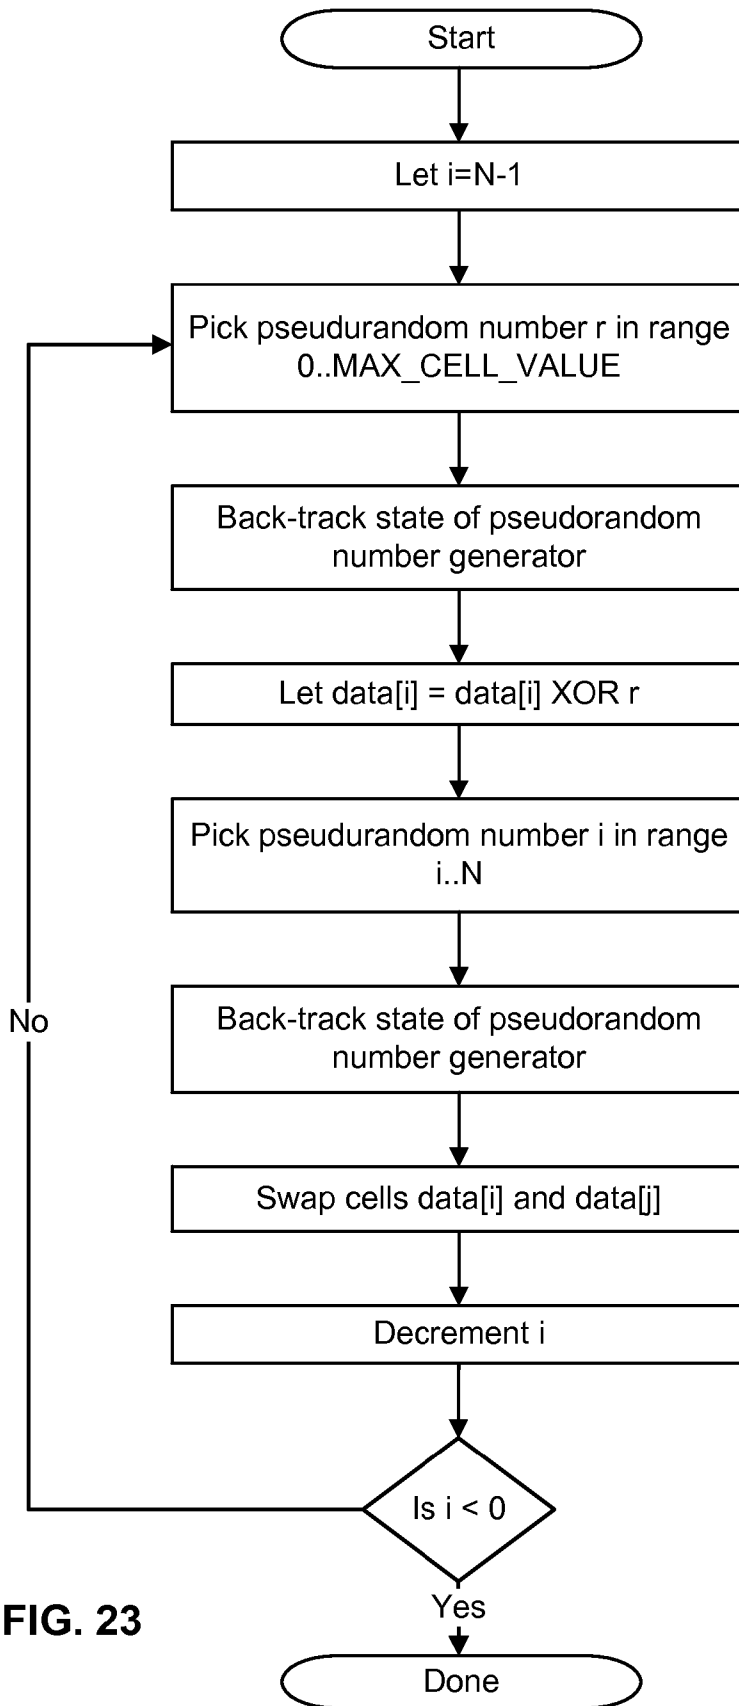 Start
Let i=N-1
Pick pseudurandom number r in range
0..MAX_CELL_VALUE
Back-track state of pseudorandom
number generator
Let data[i] = data[i] XOR r
Pick pseudurandom number i in range
i..N
Back-track state of pseudorandom
number generator
No
Swap cells data[i] and data[j]
Decrement i
Is i < 0
Yes
FIG. 23
Done